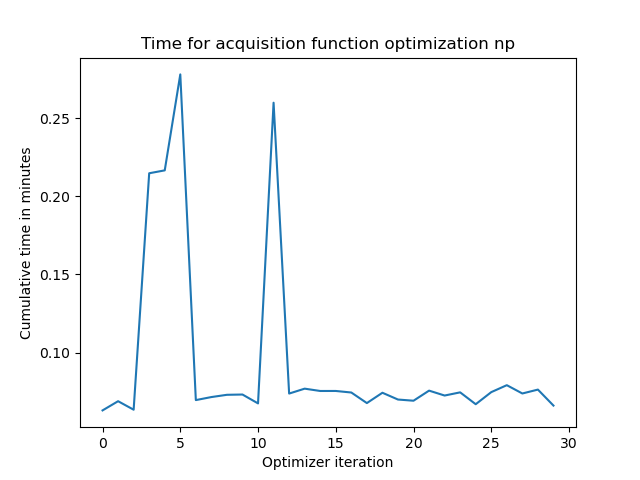 Time for acquisition function optimization np
Cumulative time in minutes
0.25
0.20
0.15
0.10
0 5 10 15 20 25 30
Optimizer iteration